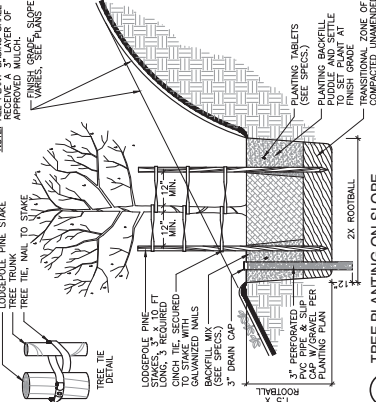 LODGEPOLE PINE STAKE
TREE TRUNK
TREE TIE, NAIL TO STAKE
TREE TIE
DETAIL
RECEIVE A 3" LAYER OF
APPROVED MULCH.
FINISH GRADE, SLOPE
VARIES, SEE PLANS
12"
MIN.
12"
MIN.
LODGEPOLE PINE
STAKES, 3" X 10 FT
LONG, 3 REQUIRED
CINCH TIE, SECURED
TO STAKE WITH
GALVANIZED NAILS
BACKFILL MIX
(SEE SPECS.)
3" DRAIN CAP
3" PERFORATED
PVC PIPE & SLIP
CAP W/GRAVEL PER
PLANTING PLAN
PLANTING TABLETS
(SEE SPECS.)
PLANTING BACKFILL
PUDDLE AND SETTLE
TO SET PLANT AT
FINISH GRADE
TRANSITIONAL ZONE OF
COMPACTED UNAMENDED
1.5 X
ROOTBALL
12"
2X ROOTBALL
TREE PLANTING ON SLOPE